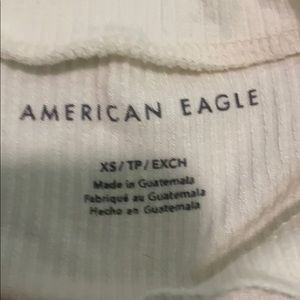 AMERICAN EAGLE
XS/TP/EXCH
Made in Guatemala
Fabriqué au Guatemala
Hecho en Guatemala